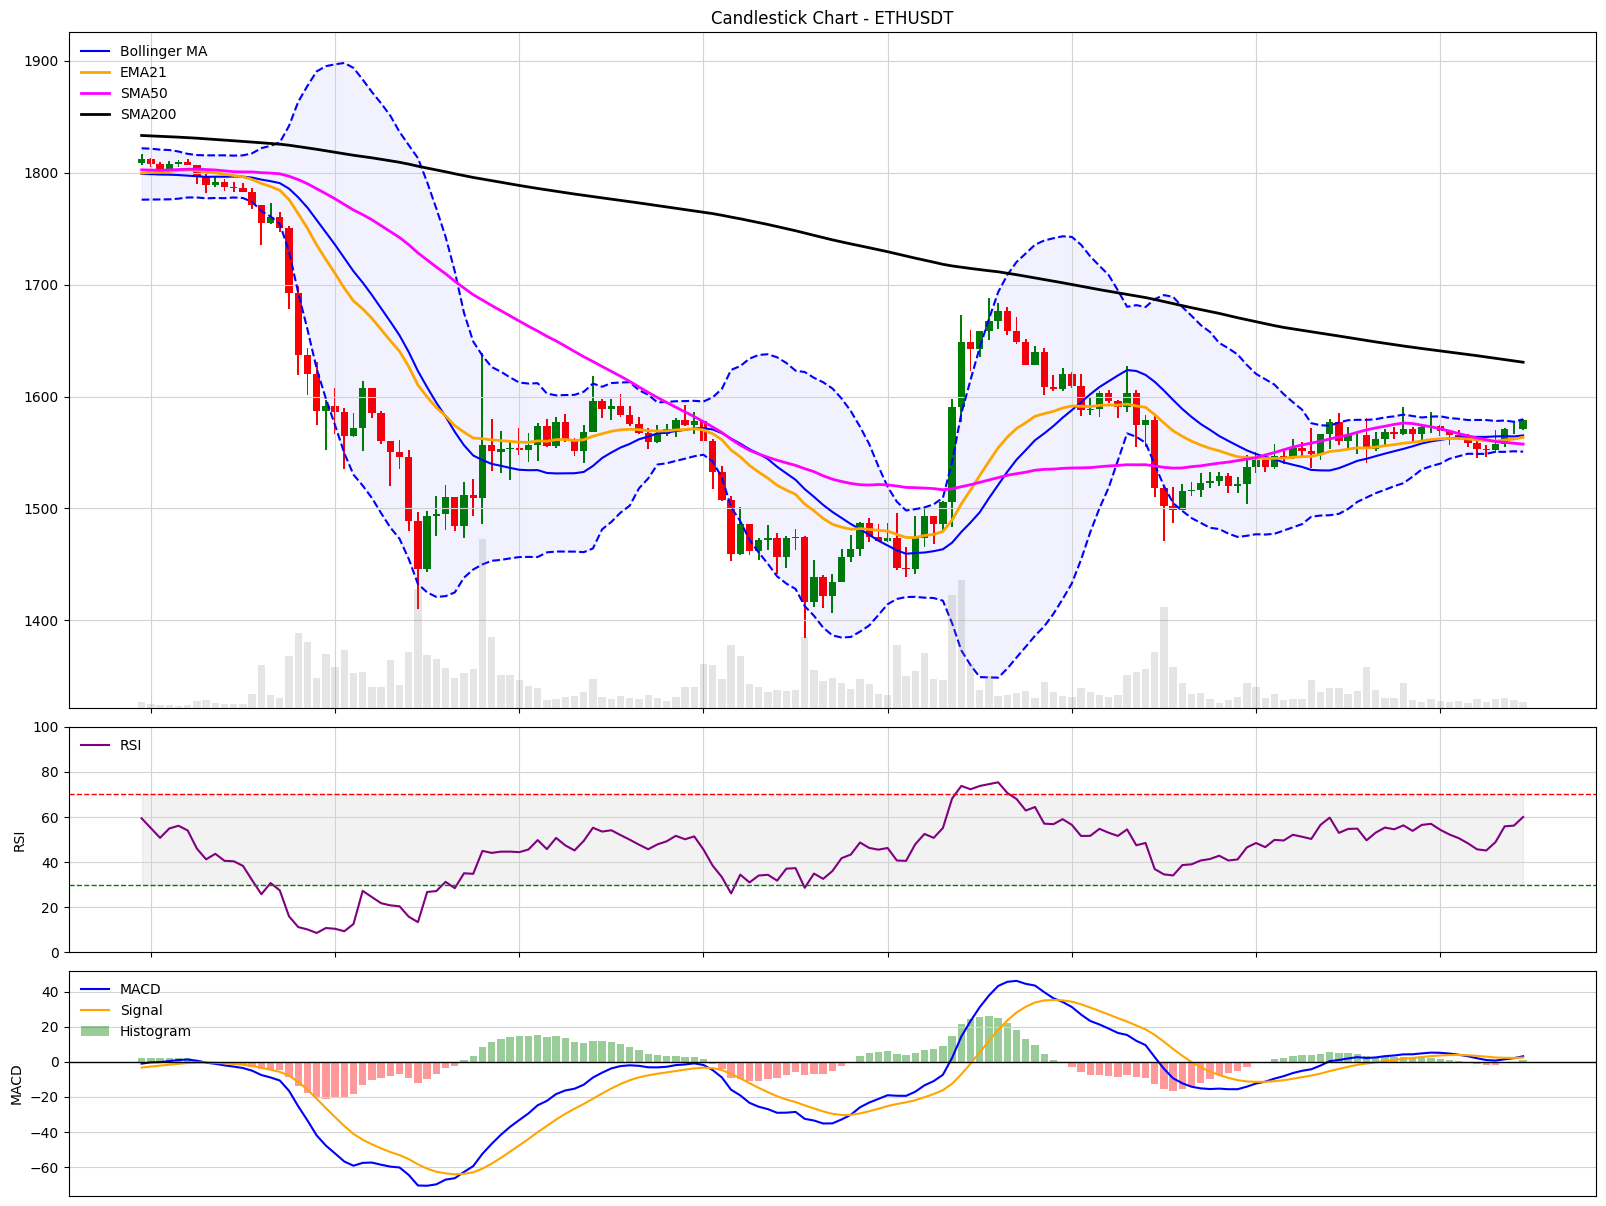 Candlestick Chart - ETHUSDT
Bollinger MA
EMA21
SMA50
SMA200
1900
1800
1700
1600
1500
1400
RSI
100
80
60
40
20
0
RSI
MACD
Signal
Histogram
40
20
0
−20
−40
−60
MACD